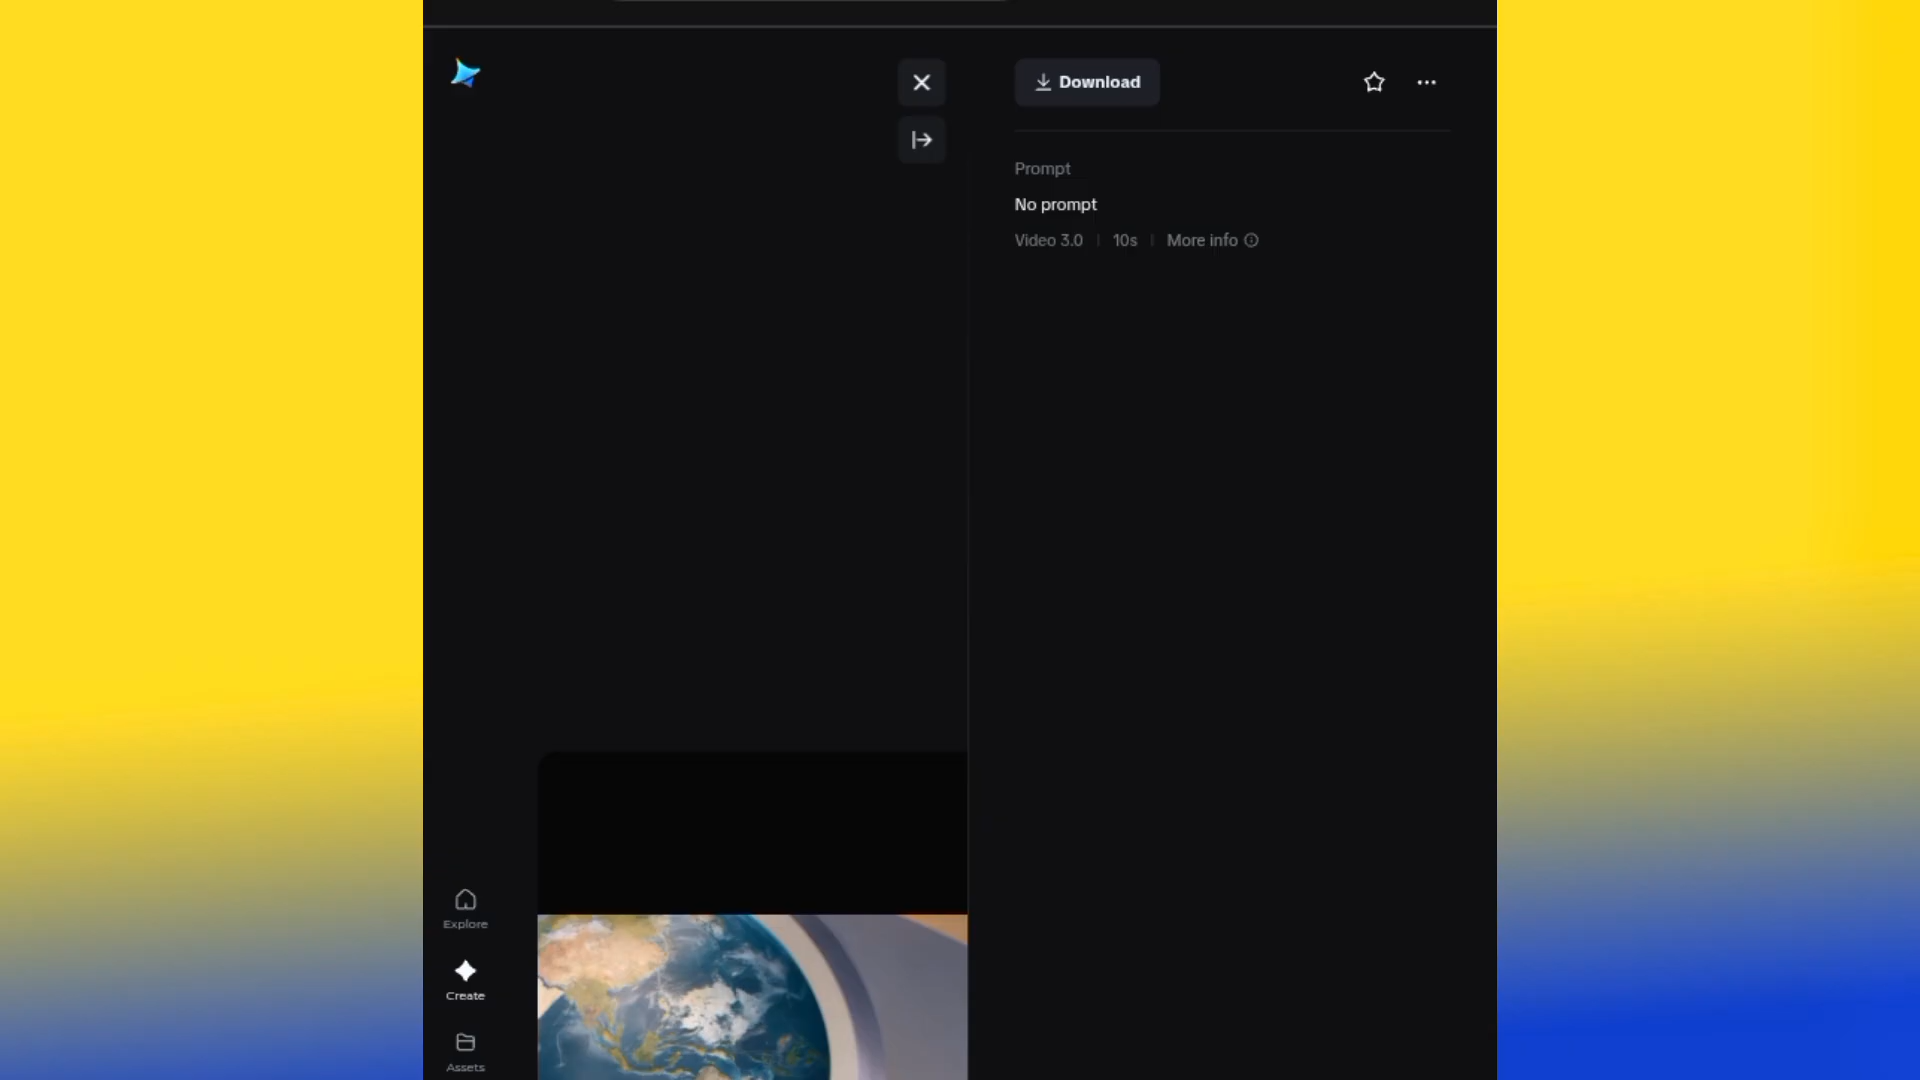 Download
Prompt
No prompt
Video 3.0 | 10s | More info
Explore
Create
Assets